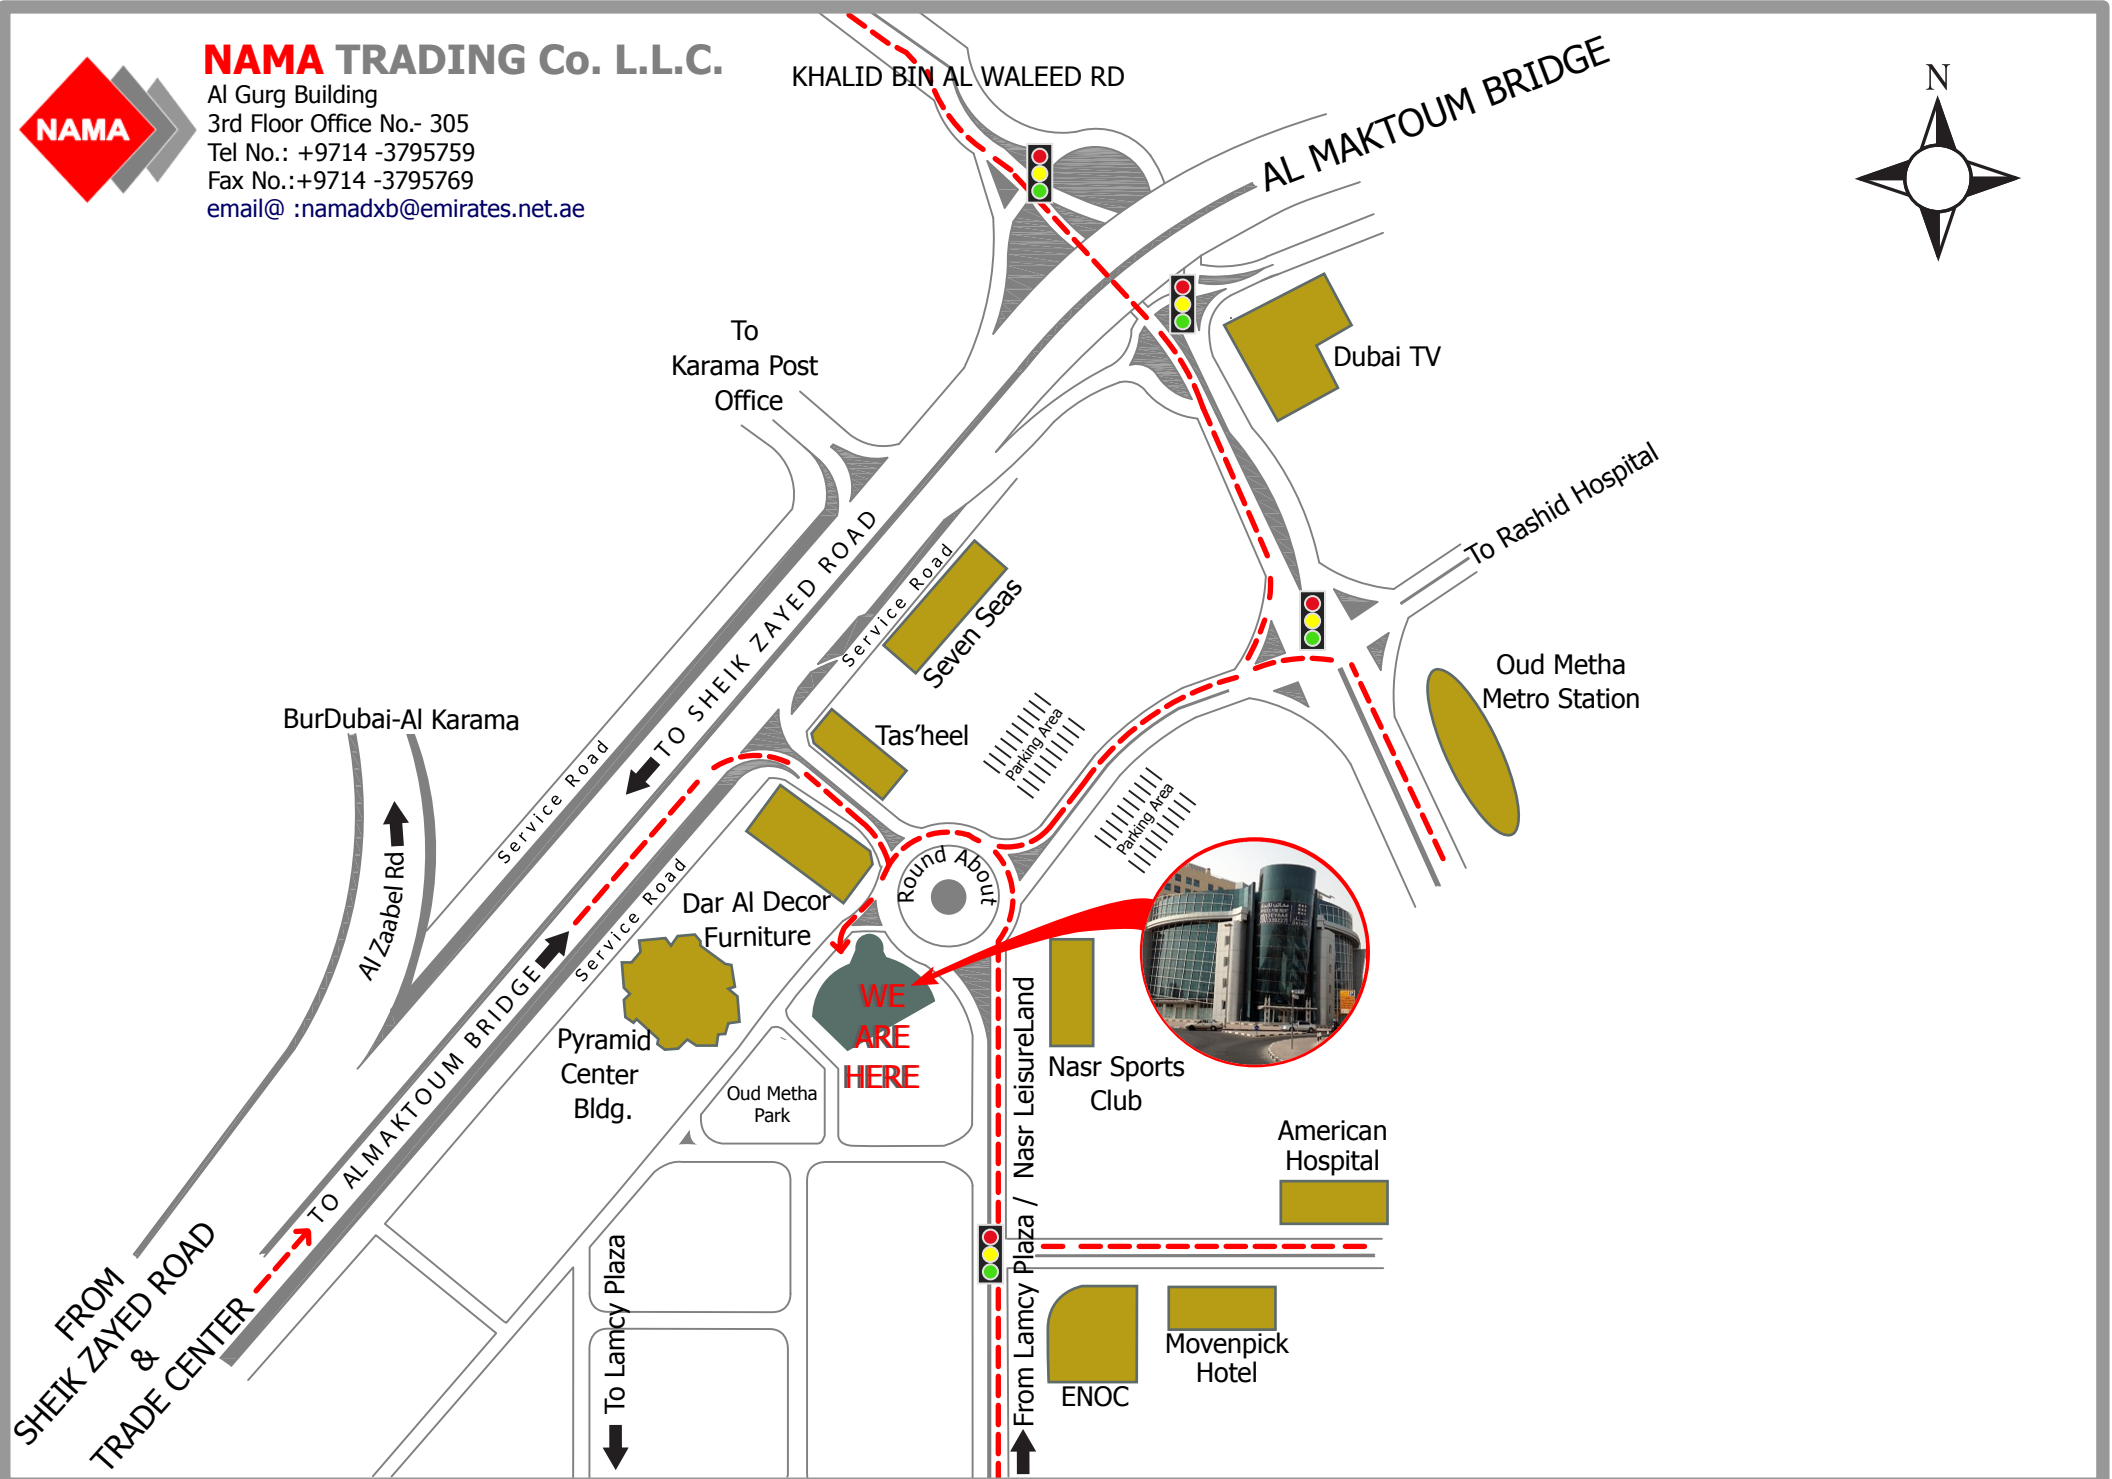 NAMA TRADING Co. L.L.C.
NAMA
Al Gurg Building
3rd Floor Office No.- 305
Tel No.: +9714 -3795759
Fax No.:+9714 -3795769
email@ :namadxb@emirates.net.ae
KHALID BIN AL WALEED RD
AL MAKTOUM BRIDGE
N
To
Karama Post
Office
Dubai TV
To Rashid Hospital
TO SHEIK ZAYED ROAD
Service Road
Seven Seas
Oud Metha
Metro Station
BurDubai-Al Karama
Tas'heel
Parking Area
Parking Area
Service Road
Al Zaabel Rd
Round About
Dar Al Decor
Furniture
Service Road
WE
ARE
HERE
Pyramid
Center
Bldg.
Oud Metha
Park
Nasr Sports
Club
American
Hospital
TO ALMAKTOUM BRIDGE
FROM
SHEIK ZAYED ROAD
&
TRADE CENTER
To Lamcy Plaza
From Lamcy Plaza / Nasr LeisureLand
Movenpick
Hotel
ENOC